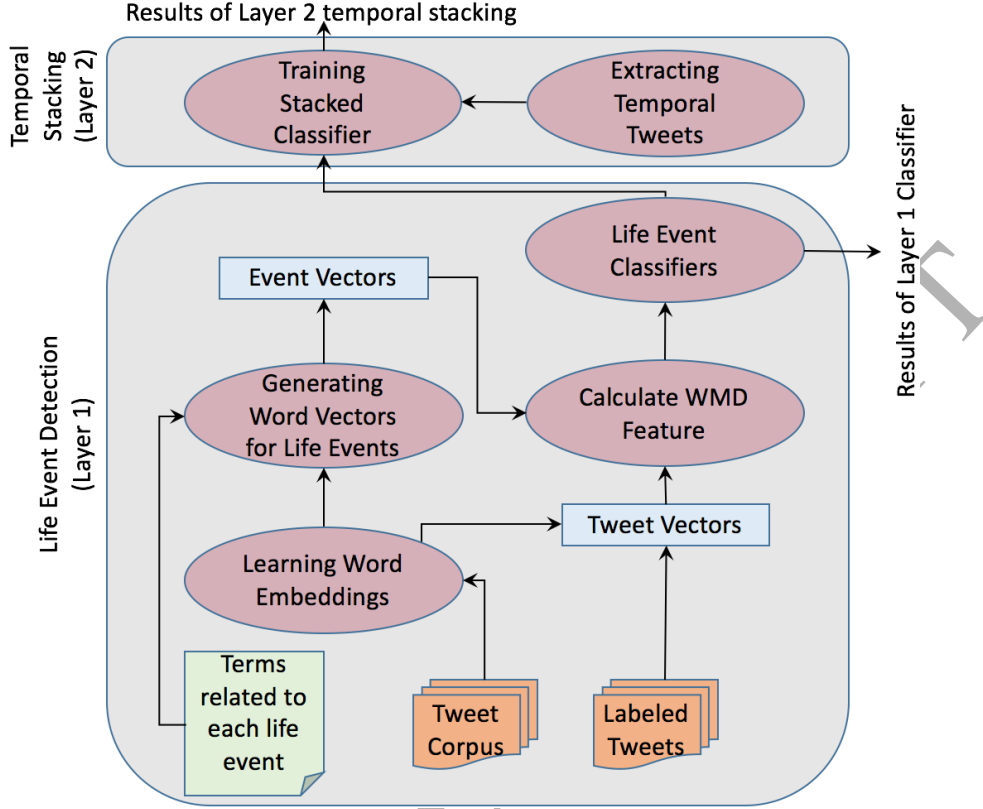 Results of Layer 2 temporal stacking
Temporal
Stacking
(Layer 2)
Training
Stacked
Classifier
Extracting
Temporal
Tweets
Results of Layer 1 Classifier
Life Event Detection
(Layer 1)
Life Event
Classifiers
Event Vectors
Generating
Word Vectors
for Life Events
Calculate WMD
Feature
Tweet Vectors
Learning Word
Embeddings
Terms
related to
each life
event
Tweet
Corpus
Labeled
Tweets